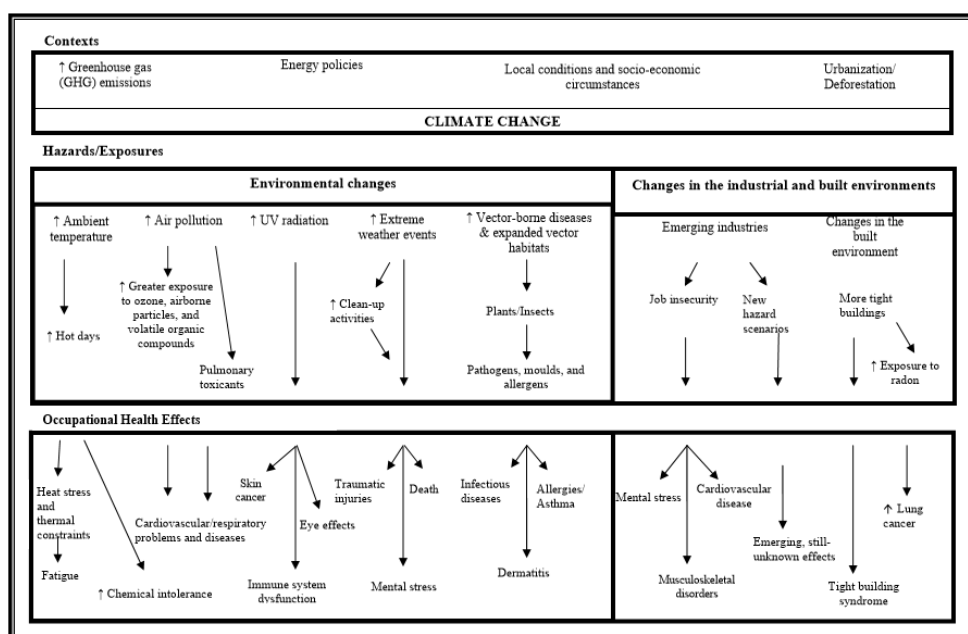 Contexts
↑ Greenhouse gas
(GHG) emissions
Energy policies
Local conditions and socio-economic
circumstances
Urbanization/
Deforestation
CLIMATE CHANGE
Hazards/Exposures
Environmental changes
Changes in the industrial and built environments
↑ Ambient
temperature
↑ Air pollution
↑ UV radiation
↑ Extreme
weather events
↑ Vector-borne diseases
& expanded vector
habitats
Emerging industries
Changes in the
built
environment
↑ Hot days
↑ Greater exposure
to ozone, airborne
particles, and
volatile organic
compounds
Pulmonary
toxicants
↑ Clean-up
activities
Plants/Insects
Pathogens, moulds, and
allergens
Job insecurity
New
hazard
scenarios
More tight
buildings
↑ Exposure to
radon
Occupational Health Effects
Heat stress
and
thermal
constraints
Fatigue
↑ Chemical intolerance
Cardiovascular/respiratory
problems and diseases
Skin
cancer
Eye effects
Immune system
dysfunction
Traumatic
injuries
Death
Mental stress
Infectious
diseases
Allergies/
Asthma
Dermatitis
Mental stress
Cardiovascular
disease
Musculoskeletal
disorders
Emerging, still-
unknown effects
Tight building
syndrome
↑ Lung
cancer